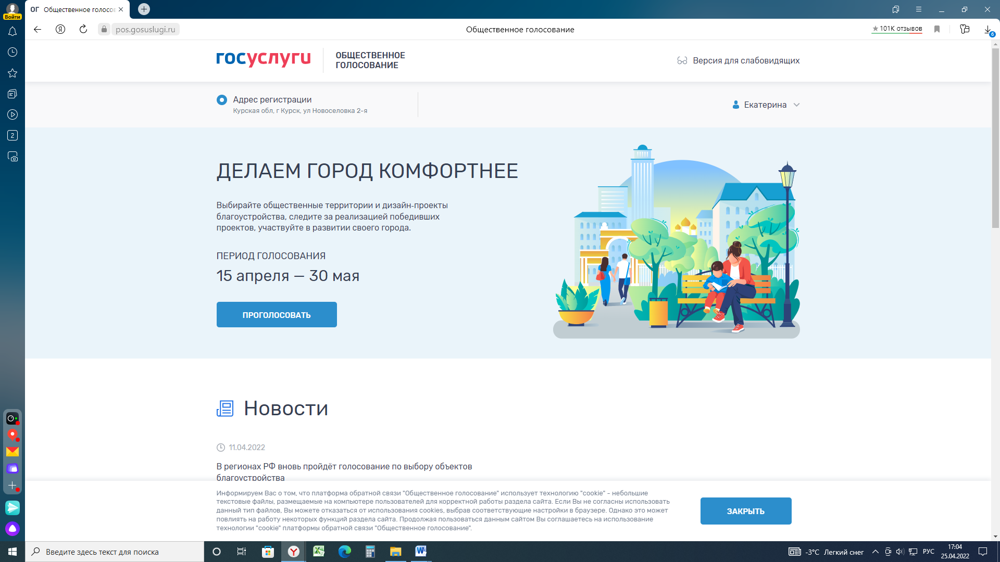 Войти
ОГ Общественное голосов
pos.gosuslugi.ru
Общественное голосование
101К отзывов
6
2
госуслуги
ОБЩЕСТВЕННОЕ
ГОЛОСОВАНИЕ
Версия для слабовидящих
Адрес регистрации
Курская обл, г Курск, ул Новоселовка 2-я
Екатерина
ДЕЛАЕМ ГОРОД КОМФОРТНЕЕ
Выбирайте общественные территории и дизайн-проекты
благоустройства, следите за реализацией победивших
проектов, участвуйте в развитии своего города.
ПЕРИОД ГОЛОСОВАНИЯ
15 апреля — 30 мая
ПРОГОЛОСОВАТЬ
Новости
11.04.2022
В регионах РФ вновь пройдёт голосование по выбору объектов
благоустройства
Информируем Вас о том, что платформа обратной связи "Общественное голосование" использует технологию "cookie" - небольшие
текстовые файлы, размещаемые на компьютере пользователей для корректной работы раздела сайта. Если Вы не согласны использовать
данный тип файлов, Вы можете отказаться от использования cookies, выбрав соответствующие настройки в браузере. Однако это может
повлиять на работу некоторых функций раздела сайта. Продолжая пользоваться данным сайтом Вы соглашаетесь на использование
технологии "cookie" платформы обратной связи "Общественное голосование".
ЗАКРЫТЬ
Введите здесь текст для поиска
-3°C Легкий снег
РУС
17:04
25.04.2022